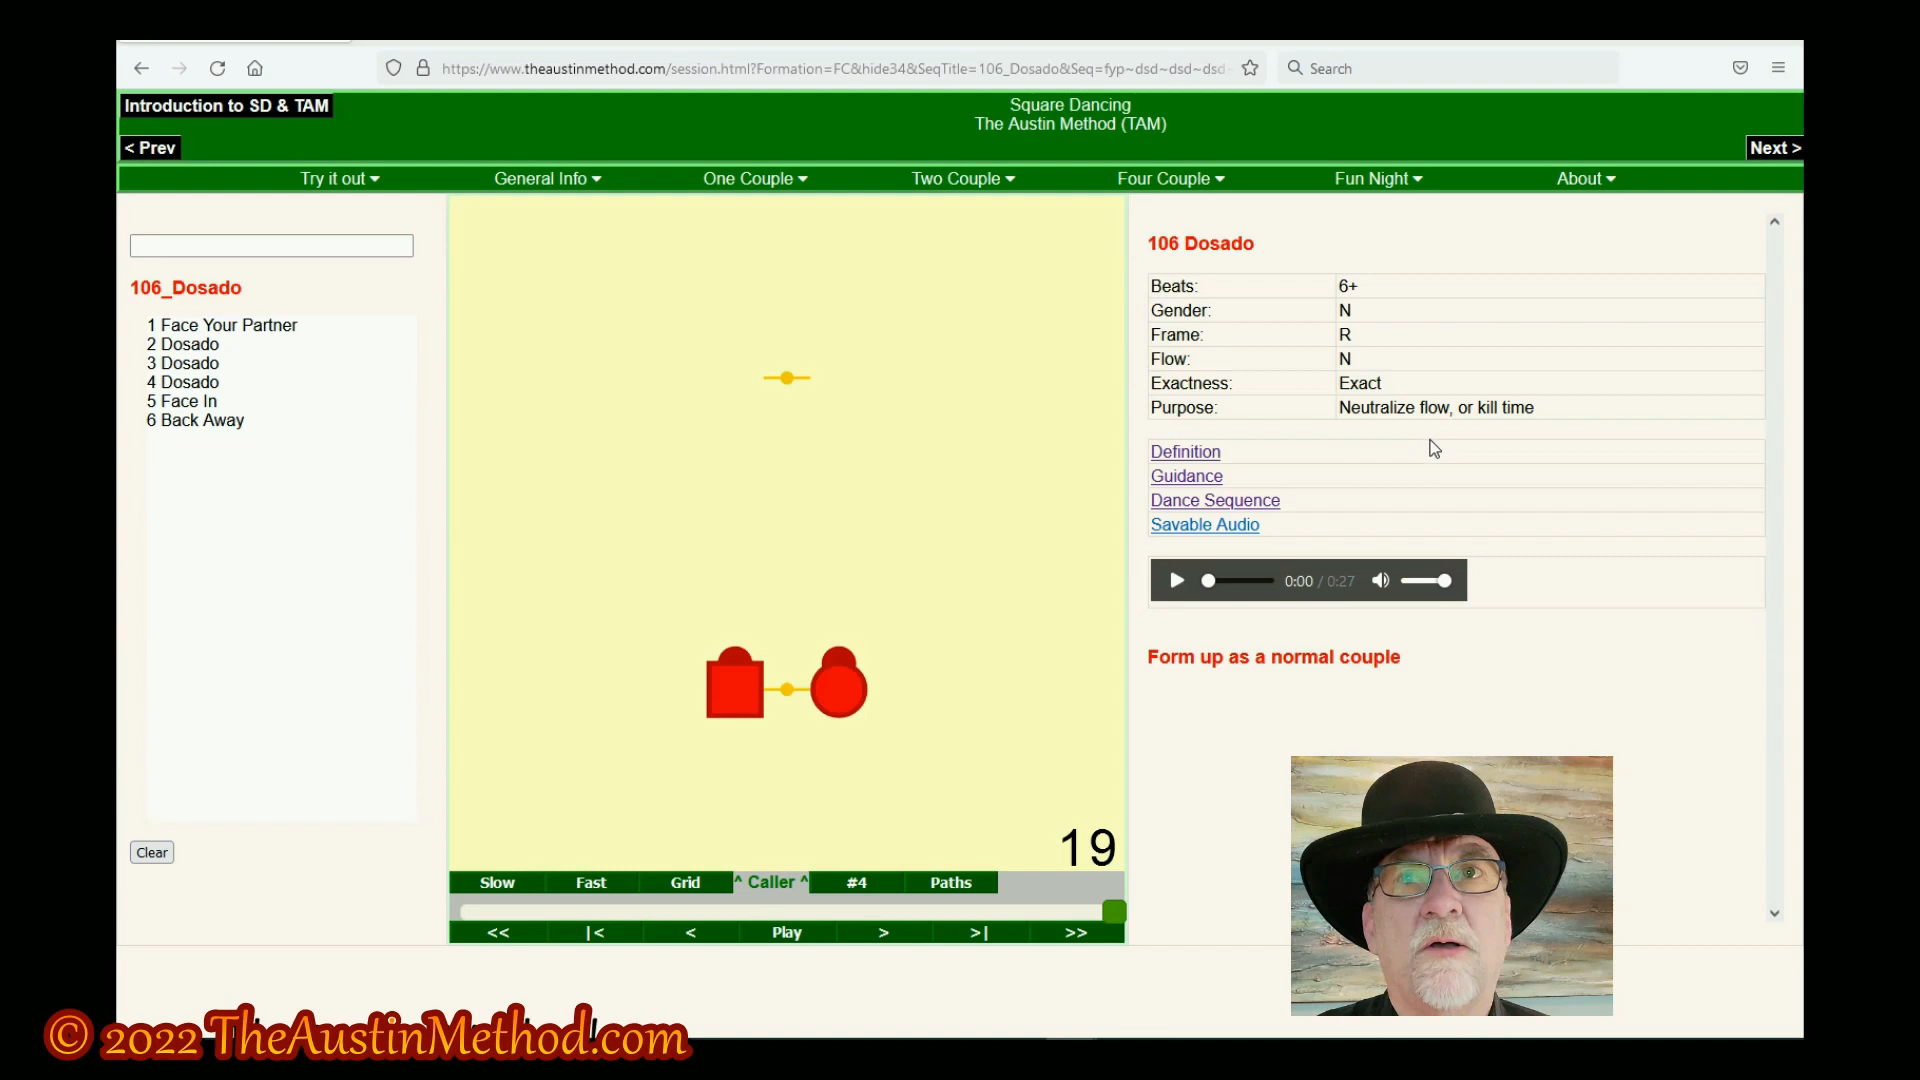 https://www.theaustinmethod.com/session.html?Formation=FC&hide34&SeqTitle=106_Dosado&Seq=fyp~dsd~dsd~dsd
Search
Introduction to SD & TAM
Square Dancing
The Austin Method (TAM)
< Prev
Next >
Try it out
General Info
One Couple
Two Couple
Four Couple
Fun Night
About
106_Dosado
1 Face Your Partner
2 Dosado
3 Dosado
4 Dosado
5 Face In
6 Back Away
Clear
19
Slow
Fast
Grid
^ Caller ^
#4
Paths
<<
|<
<
Play
>
>|
>>
106 Dosado
Beats: 6+
Gender: N
Frame: R
Flow: N
Exactness: Exact
Purpose: Neutralize flow, or kill time
Definition
Guidance
Dance Sequence
Savable Audio
0:00 / 0:27
Form up as a normal couple
© 2022 TheAustinMethod.com